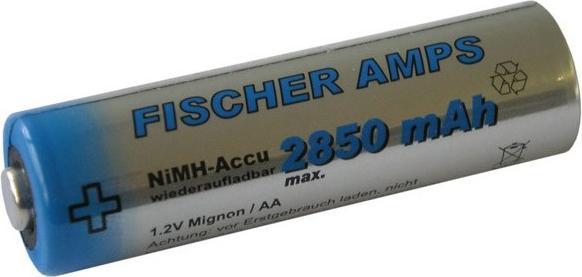 FISCHER AMPS
NiMH-Accu 2850 mAh
wiederaufladbar max.
1.2V Mignon / AA
Achtung: vor Erstgebrauch laden, nicht